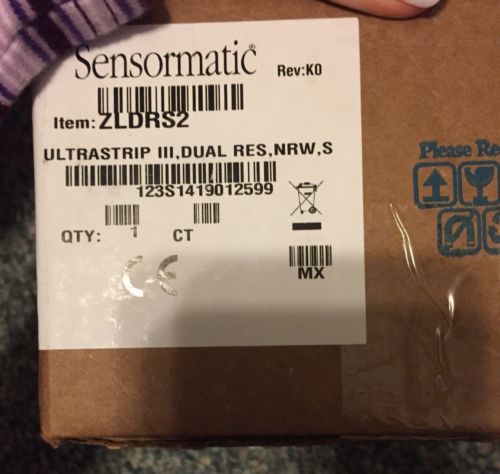 Sensormatic®
Rev:K0
Item: ZLDRS2
ULTRASTRIP III,DUAL RES,NRW,S
123S1419012599
QTY: 1 CT
CE
MX
Please Re